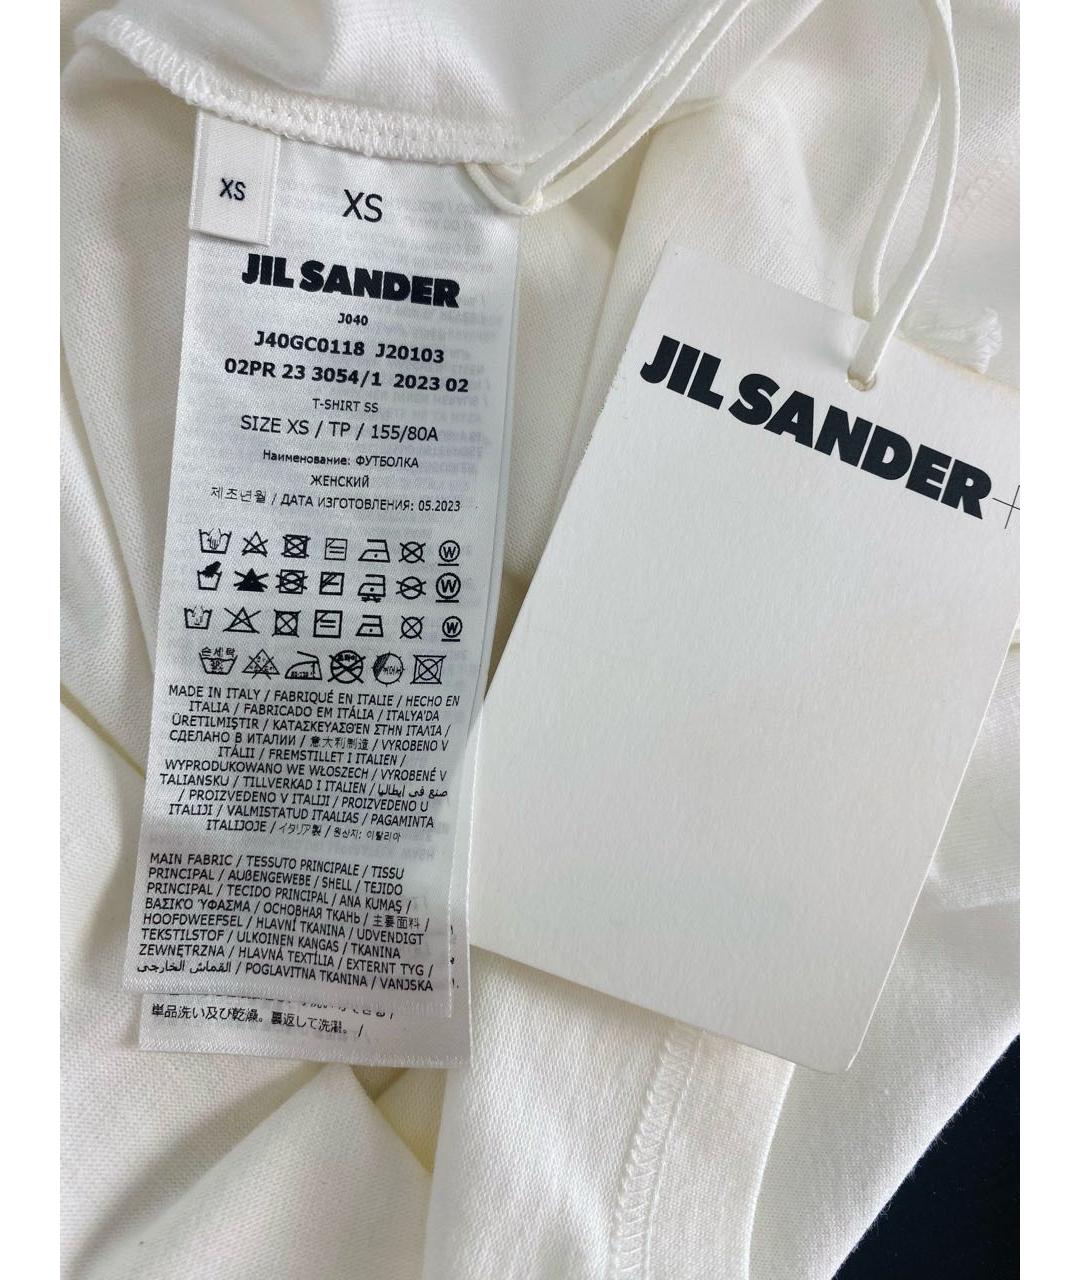 XS
XS
JIL SANDER
J040
J40GC0118 J20103
02PR 23 3054/1 2023 02
T-SHIRT SS
SIZE XS / TP / 155/80A
Наименование: ФУТБОЛКА
ЖЕНСКИЙ
제조년월 / ДАТА ИЗГОТОВЛЕНИЯ: 05.2023
W
W
W
손세탁
드라이
MADE IN ITALY / FABRIQUÉ EN ITALIE / HECHO EN
ITALIA / FABRICADO EM ITÁLIA / ITALYA'DA
ÜRETILMIŞTIR / ΚΑΤΑΣΚΕΥΑΣΘΕΝ ΣΤΗΝ ΙΤΑΛΙΑ /
СДЕЛАНО В ИТАЛИИ / 意大利制造 / VYROBENO V
ITÁLII / FREMSTILLET I ITALIEN /
WYPRODUKOWANO WE WŁOSZECH / VYROBENÉ V
TALIANSKU / TILLVERKAD I ITALIEN / صنع في ايطاليا
/ PROIZVEDENO V ITALIJI / PROIZVEDENO U
ITALIJI / VALMISTATUD ITAALIAS / PAGAMINTA
ITALIJOJE / イタリア製 / 원산지: 이탈리아
MAIN FABRIC / TESSUTO PRINCIPALE / TISSU
PRINCIPAL / AUßENGEWEBE / SHELL / TEJIDO
PRINCIPAL / TECIDO PRINCIPAL / ANA KUMAŞ /
ΒΑΣΙΚΟ ΎΦΑΣΜΑ / ОСНОВНАЯ ТКАНЬ / 主要面料 /
HOOFDWEEFSEL / HLAVNÍ TKANINA / UDVENDIGT
TEKSTILSTOF / ULKOINEN KANGAS / TKANINA
ZEWNĘTRZNA / HLAVNÁ TEXTÍLIA / EXTERNT TYG /
القماش الخارجي / POGLAVITNA TKANINA / VANJSKA
単品洗い及び乾燥。裏返して洗濯。 /
JIL SANDER+